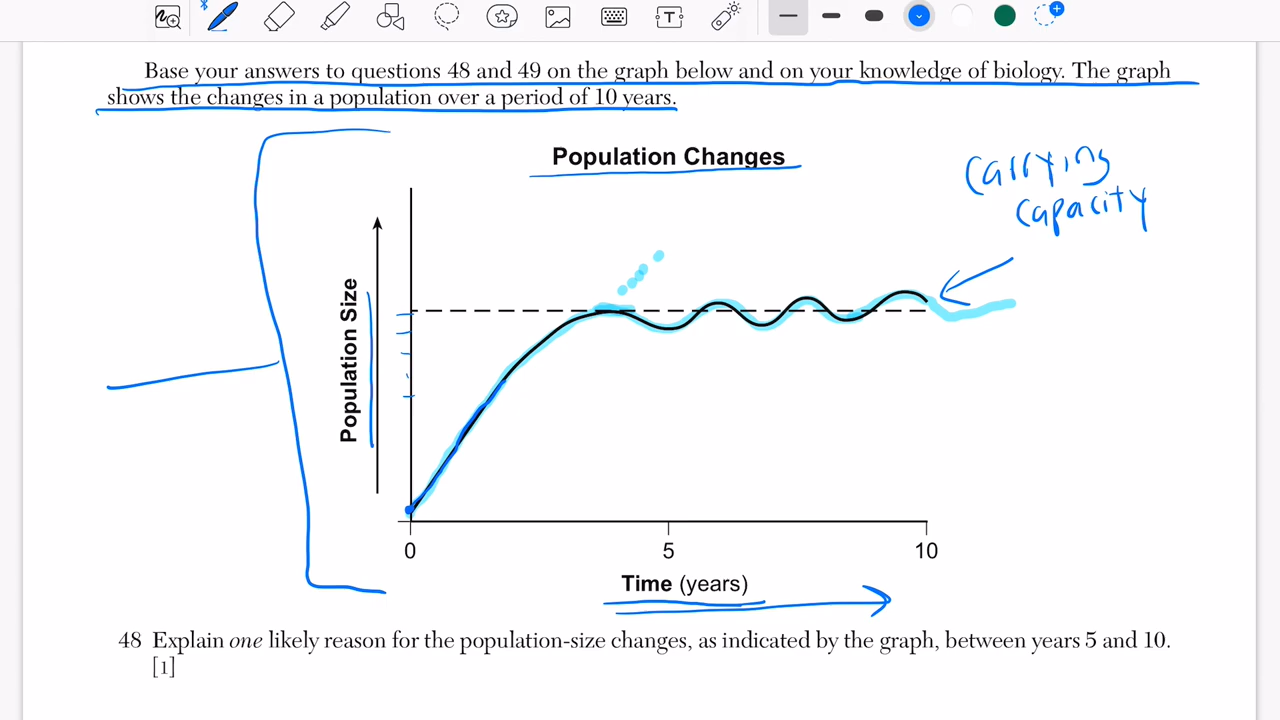 Base your answers to questions 48 and 49 on the graph below and on your knowledge of biology. The graph
shows the changes in a population over a period of 10 years.
Population Changes
Carrying
capacity
Population Size
0
5
10
Time (years)
48 Explain one likely reason for the population-size changes, as indicated by the graph, between years 5 and 10.
[1]